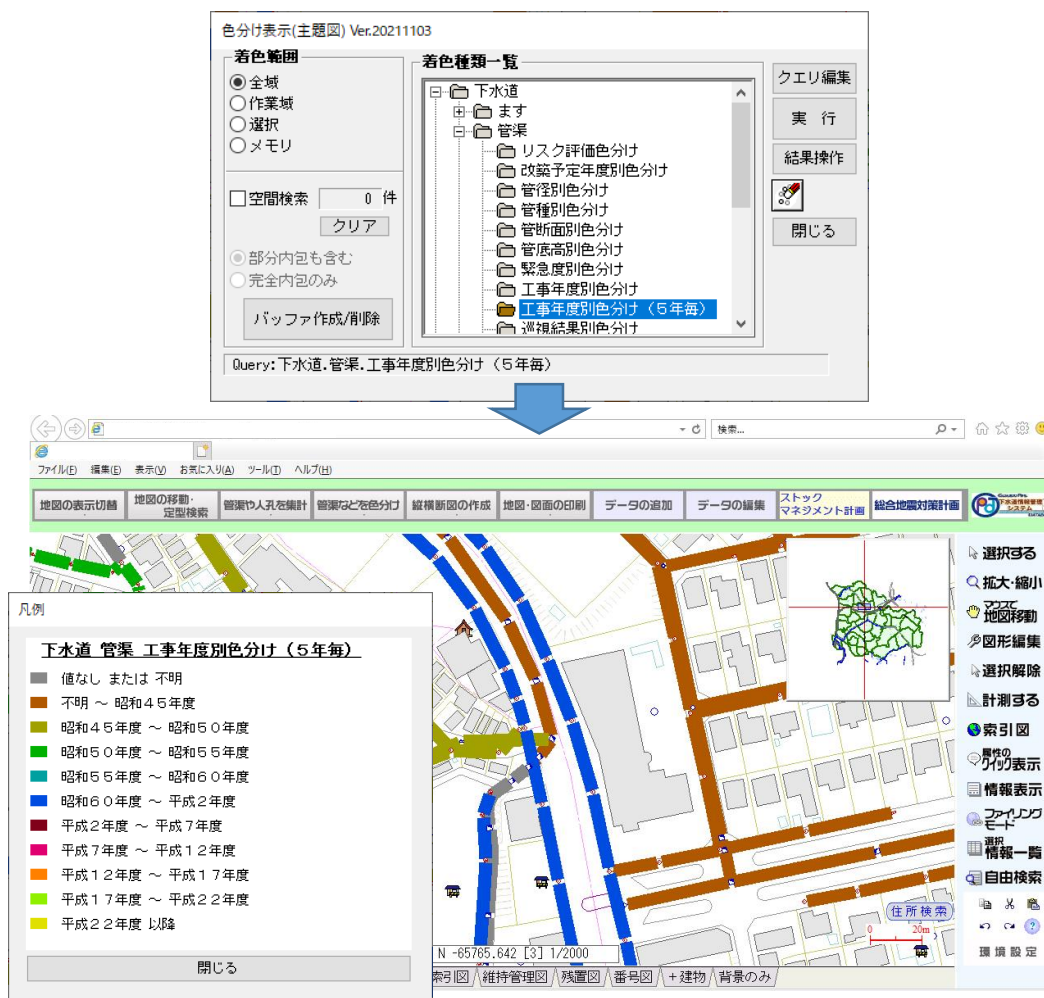 色分け表示(主題図) Ver.20211103
着色範囲
全域
作業域
選択
メモリ
空間検索 0 件
クリア
部分内包も含む
完全内包のみ
バッファ作成/削除
着色種類一覧
下水道
ます
管渠
リスク評価色分け
改築予定年度別色分け
管径別色分け
管種別色分け
管断面別色分け
管底高別色分け
緊急度別色分け
工事年度別色分け
工事年度別色分け（５年毎）
巡視結果別色分け
クエリ編集
実 行
結果操作
閉じる
Query:下水道.管渠.工事年度別色分け（５年毎）
検索...
ファイル(F) 編集(E) 表示(V) お気に入り(A) ツール(T) ヘルプ(H)
地図の表示切替
地図の移動・
定型検索
管渠や人孔を集計
管渠などを色分け
縦横断図の作成
地図・図面の印刷
データの追加
データの編集
ストック
マネジメント計画
総合地震対策計画
下水道情報管理
システム
選択する
拡大・縮小
マウスで
地図移動
図形編集
選択解除
計測する
索引図
属性の
クイック表示
情報表示
ファイリング
モード
選択
情報一覧
自由検索
環境設定
凡例
下水道 管渠 工事年度別色分け（５年毎）
値なし または 不明
不明 ～ 昭和４５年度
昭和４５年度 ～ 昭和５０年度
昭和５０年度 ～ 昭和５５年度
昭和５５年度 ～ 昭和６０年度
昭和６０年度 ～ 平成２年度
平成２年度 ～ 平成７年度
平成７年度 ～ 平成１２年度
平成１２年度 ～ 平成１７年度
平成１７年度 ～ 平成２２年度
平成２２年度 以降
閉じる
住所検索
0 20m
N -65765.642 [3] 1/2000
索引図 維持管理図 残置図 番号図 ＋建物 背景のみ